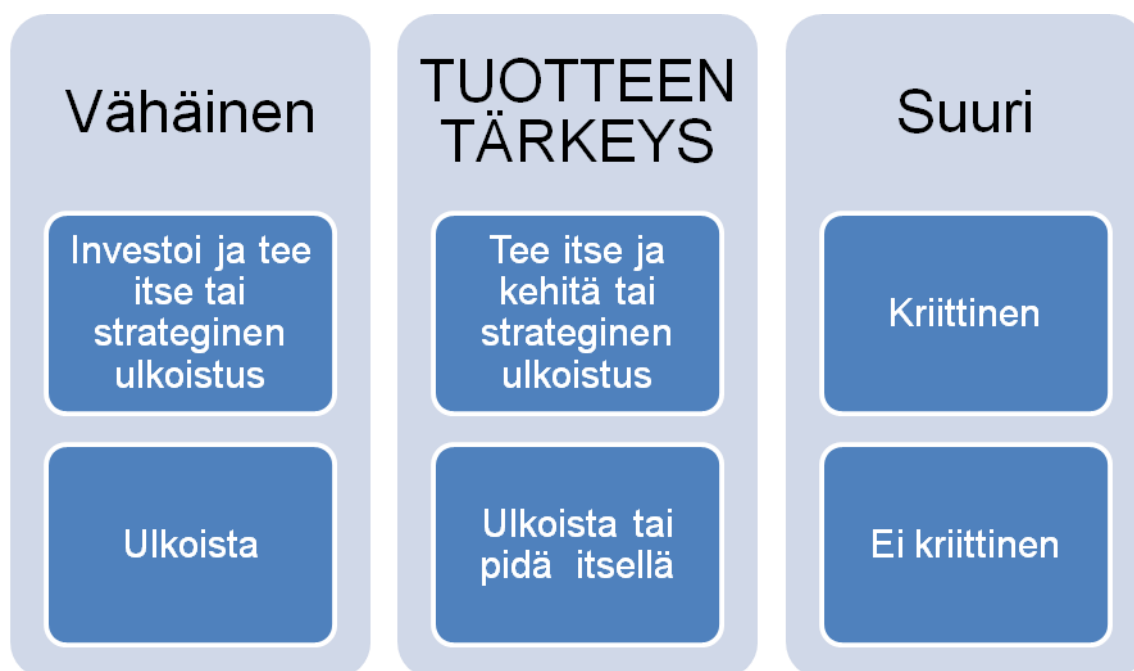 Vähäinen
TUOTTEEN
TÄRKEYS
Suuri
Investoi ja tee
itse tai
strateginen
ulkoistus
Tee itse ja
kehitä tai
strateginen
ulkoistus
Kriittinen
Ulkoista
Ulkoista tai
pidä itsellä
Ei kriittinen